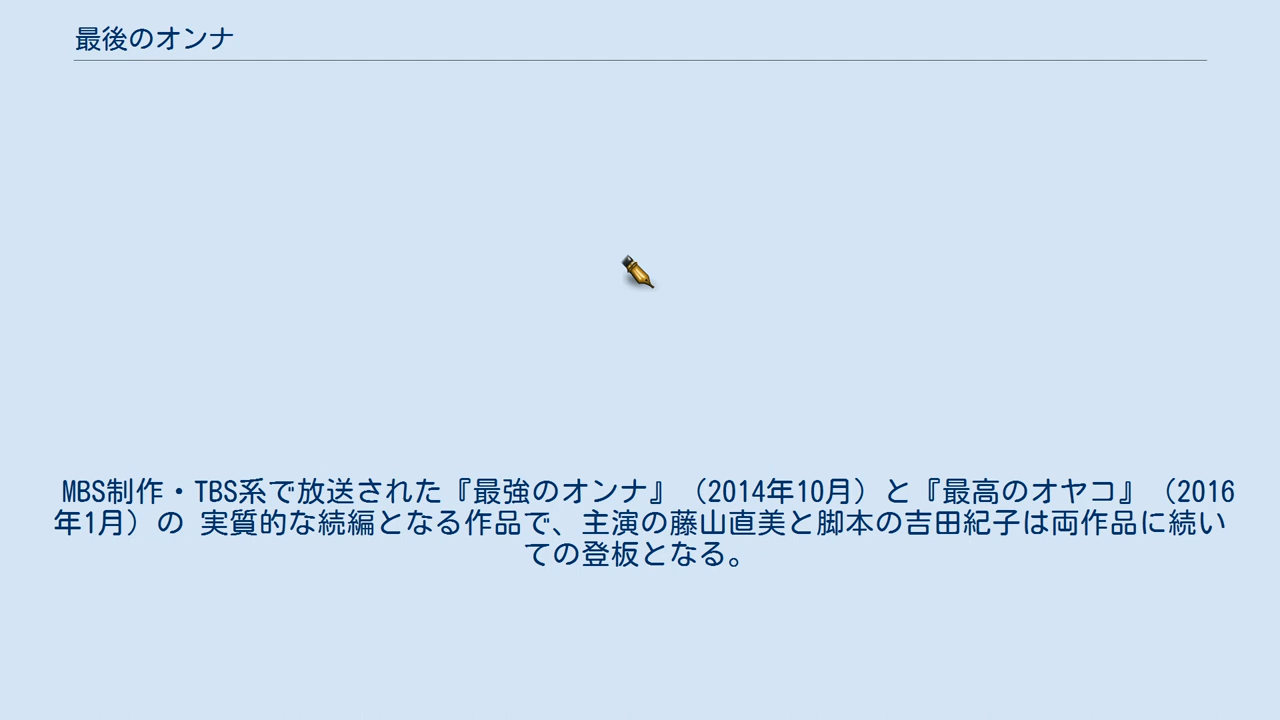 最後のオンナ
MBS制作・TBS系で放送された『最強のオンナ』（2014年10月）と『最高のオヤコ』（2016
年1月）の 実質的な続編となる作品で、主演の藤山直美と脚本の吉田紀子は両作品に続い
ての登板となる。